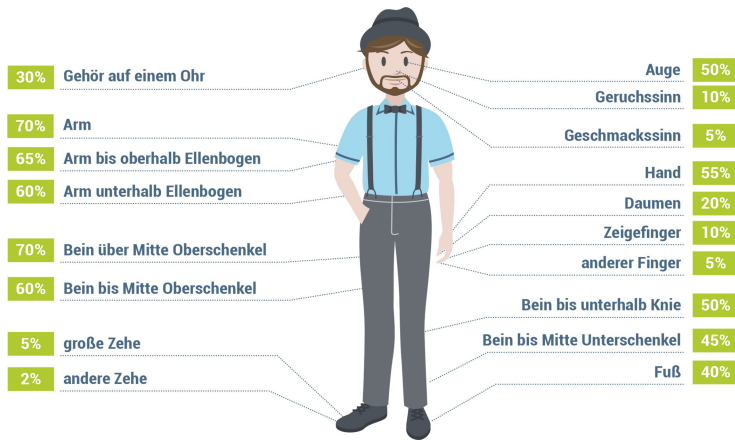 30% Gehör auf einem Ohr
70% Arm
65% Arm bis oberhalb Ellenbogen
60% Arm unterhalb Ellenbogen
70% Bein über Mitte Oberschenkel
60% Bein bis Mitte Oberschenkel
5% große Zehe
2% andere Zehe
Auge 50%
Geruchssinn 10%
Geschmackssinn 5%
Hand 55%
Daumen 20%
Zeigefinger 10%
anderer Finger 5%
Bein bis unterhalb Knie 50%
Bein bis Mitte Unterschenkel 45%
Fuß 40%